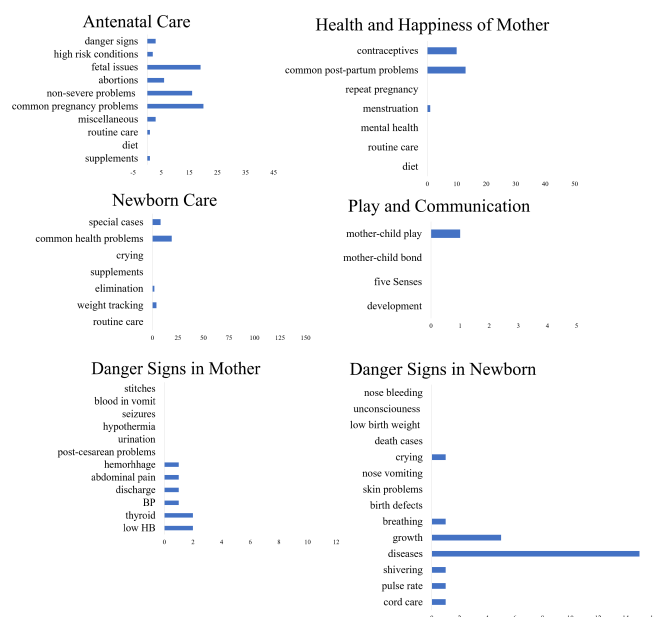 Antenatal Care
danger signs
high risk conditions
fetal issues
abortions
non-severe problems
common pregnancy problems
miscellaneous
routine care
diet
supplements
-5 5 15 25 35 45
Health and Happiness of Mother
contraceptives
common post-partum problems
repeat pregnancy
menstruation
mental health
routine care
diet
0 10 20 30 40 50
Newborn Care
special cases
common health problems
crying
supplements
elimination
weight tracking
routine care
0 25 50 75 100 125 150
Play and Communication
mother-child play
mother-child bond
five Senses
development
0 1 2 3 4 5
Danger Signs in Mother
stitches
blood in vomit
seizures
hypothermia
urination
post-cesarean problems
hemorhhage
abdominal pain
discharge
BP
thyroid
low HB
0 2 4 6 8 10 12
Danger Signs in Newborn
nose bleeding
unconsciouness
low birth weight
death cases
crying
nose vomiting
skin problems
birth defects
breathing
growth
diseases
shivering
pulse rate
cord care